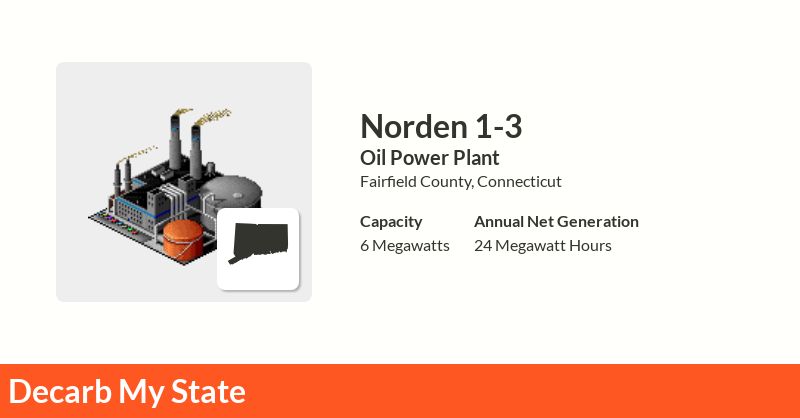 Norden 1-3
Oil Power Plant
Fairfield County, Connecticut
Capacity Annual Net Generation
6 Megawatts 24 Megawatt Hours
Decarb My State